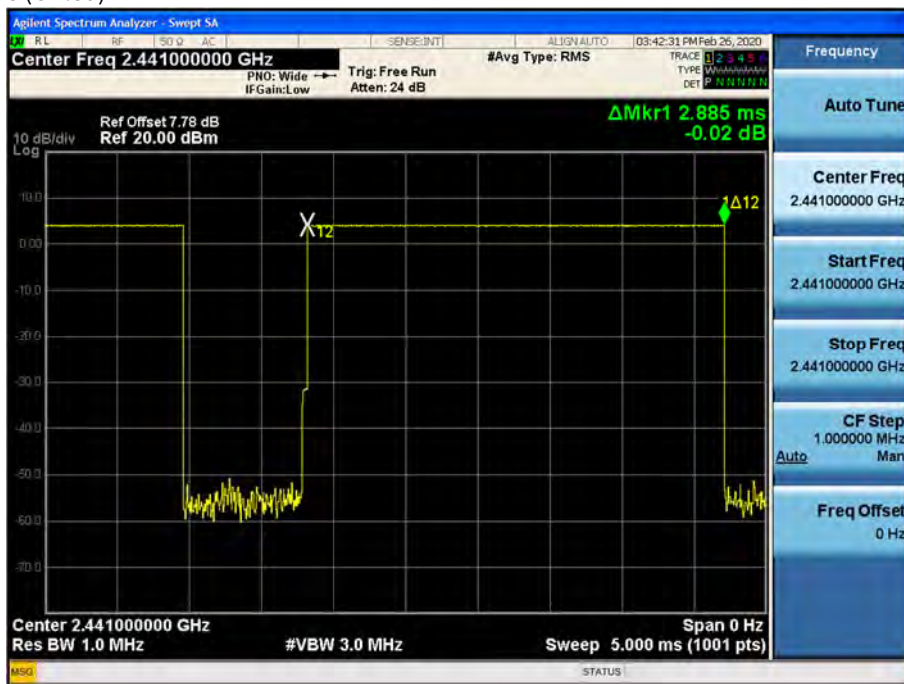 Agilent Spectrum Analyzer - Swept SA
RL RF 50 Ω AC SENSE:INT ALIGN AUTO 03:42:31 PM Feb 26, 2020
Center Freq 2.441000000 GHz
PNO: Wide
IFGain:Low
Trig: Free Run
Atten: 24 dB
#Avg Type: RMS
TRACE 1 2 3 4 5 6
TYPE
DET P N N N N N
Ref Offset 7.78 dB
10 dB/div Ref 20.00 dBm
Log
ΔMkr1 2.885 ms
-0.02 dB
10.0
0.00
-10.0
-20.0
-30.0
-40.0
-50.0
-60.0
-70.0
X12
1Δ12
Center 2.441000000 GHz Span 0 Hz
Res BW 1.0 MHz #VBW 3.0 MHz Sweep 5.000 ms (1001 pts)
MSG STATUS
Frequency
Auto Tune
Center Freq
2.441000000 GHz
Start Freq
2.441000000 GHz
Stop Freq
2.441000000 GHz
CF Step
1.000000 MHz
Auto Man
Freq Offset
0 Hz